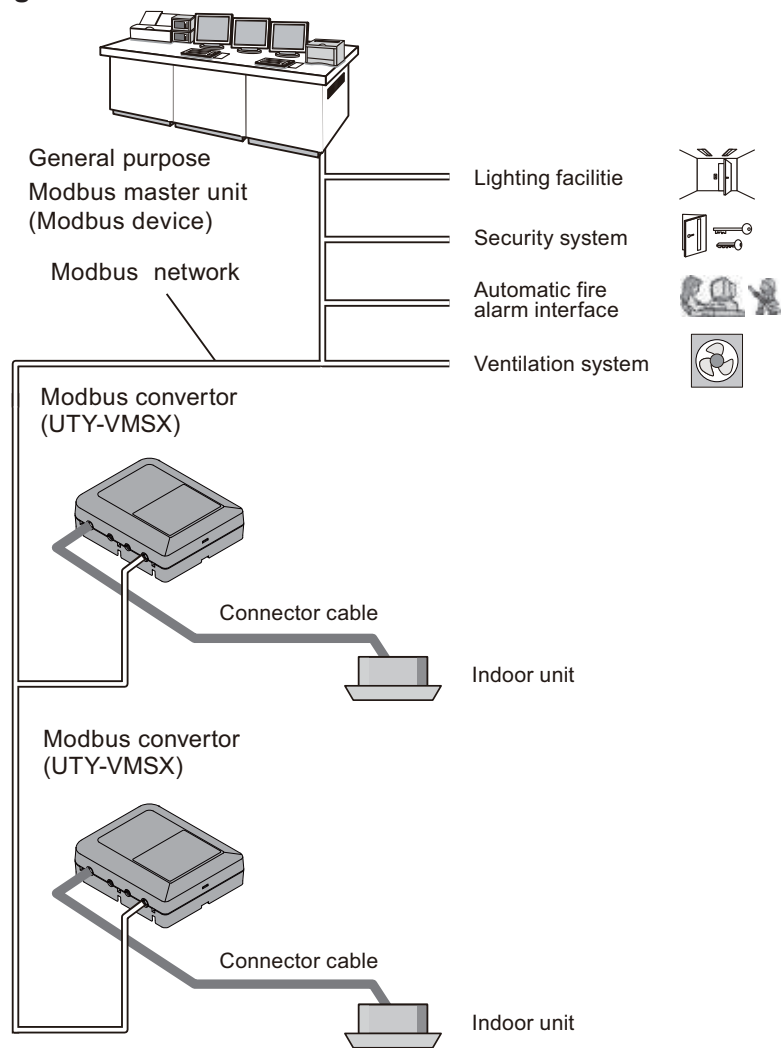 General purpose
Modbus master unit
(Modbus device)
Modbus network
Lighting facilitie
Security system
Automatic fire
alarm interface
Ventilation system
Modbus convertor
(UTY-VMSX)
Connector cable
Indoor unit
Modbus convertor
(UTY-VMSX)
Connector cable
Indoor unit